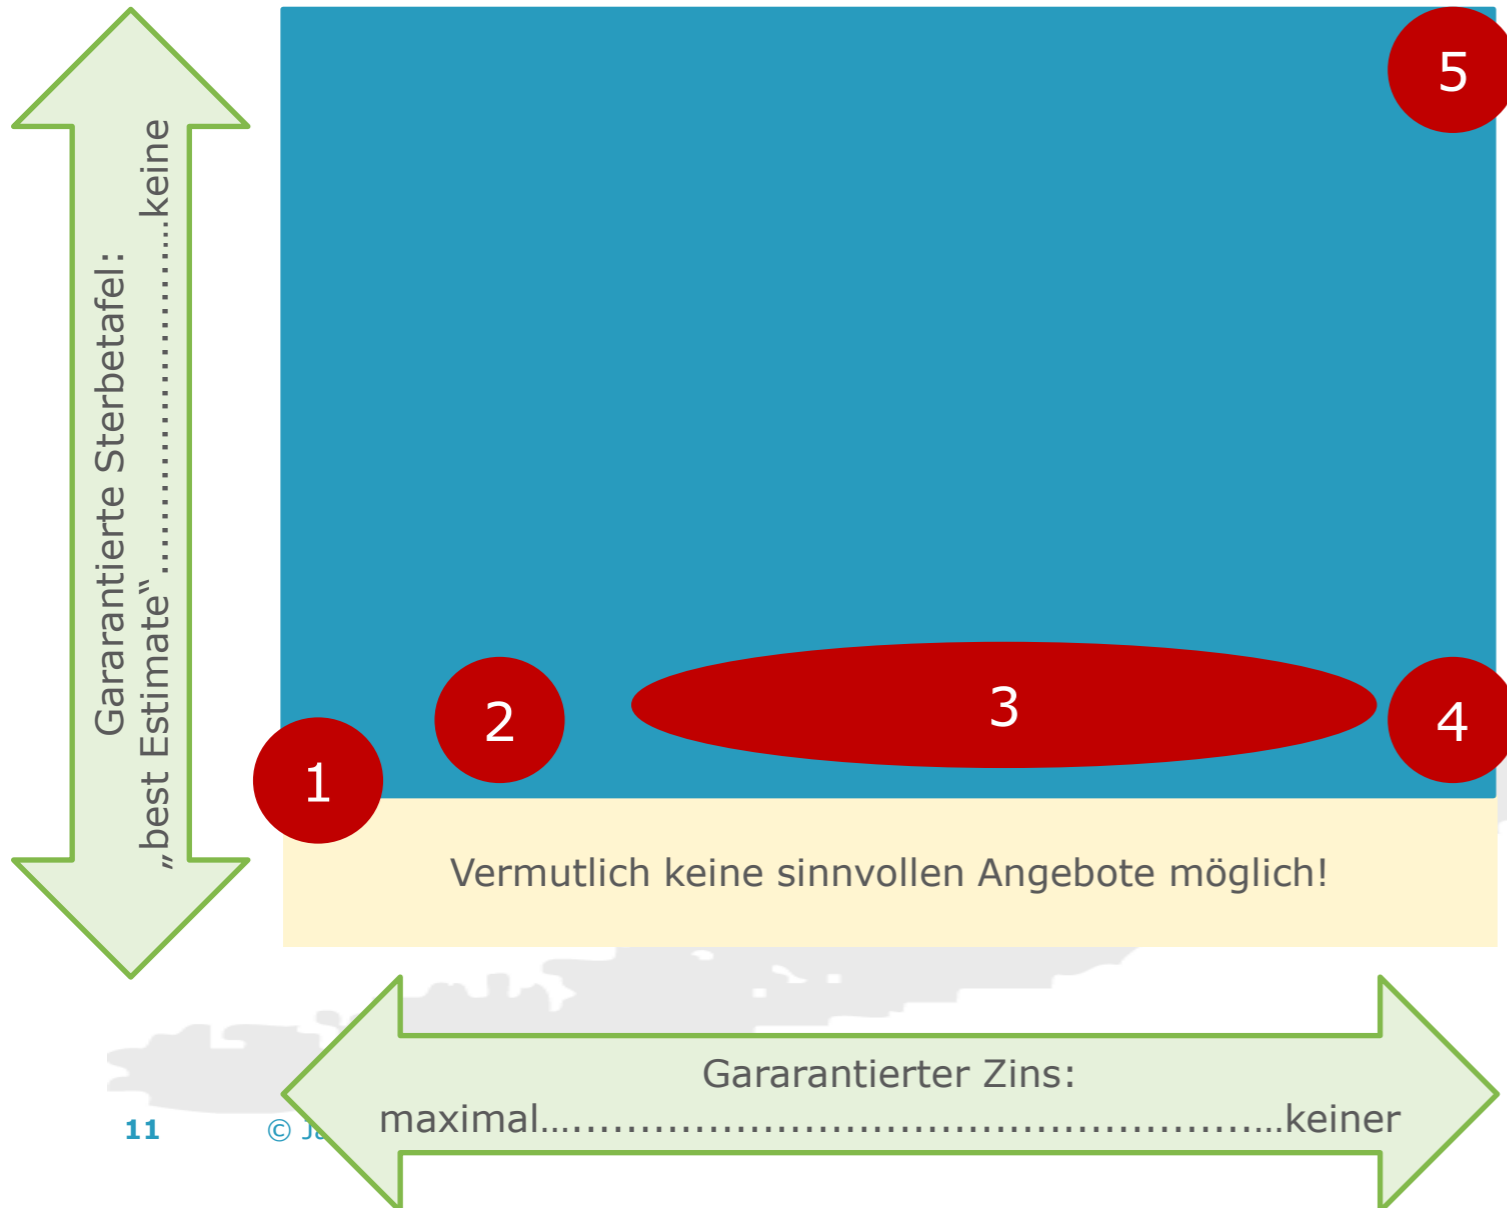 5
Gararantierte Sterbetafel:
„best Estimate“ ......................................keine
2
3
4
1
Vermutlich keine sinnvollen Angebote möglich!
Gararantierter Zins:
maximal……………………………………………………keiner
11
©